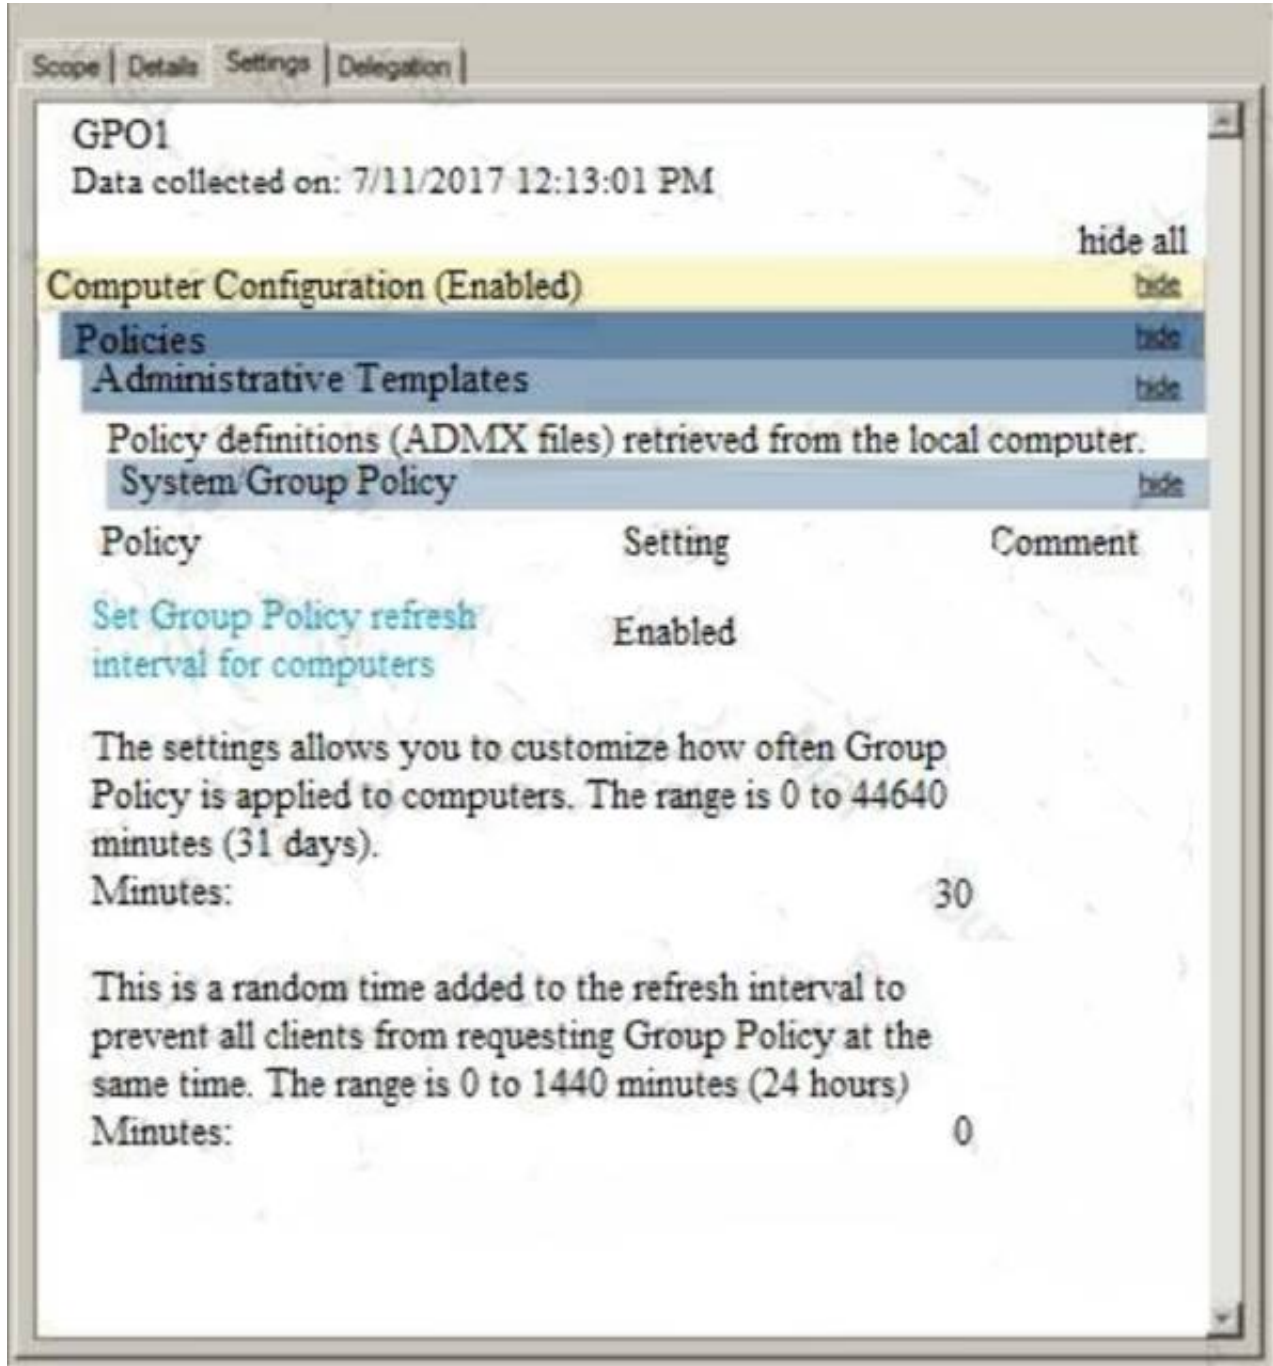 Scope Details Settings Delegation
GPO1
Data collected on: 7/11/2017 12:13:01 PM
hide all
Computer Configuration (Enabled) hide
Policies hide
Administrative Templates hide
Policy definitions (ADMX files) retrieved from the local computer.
System/Group Policy hide
Policy Setting Comment
Set Group Policy refresh
interval for computers Enabled
The settings allows you to customize how often Group
Policy is applied to computers. The range is 0 to 44640
minutes (31 days).
Minutes: 30
This is a random time added to the refresh interval to
prevent all clients from requesting Group Policy at the
same time. The range is 0 to 1440 minutes (24 hours)
Minutes: 0